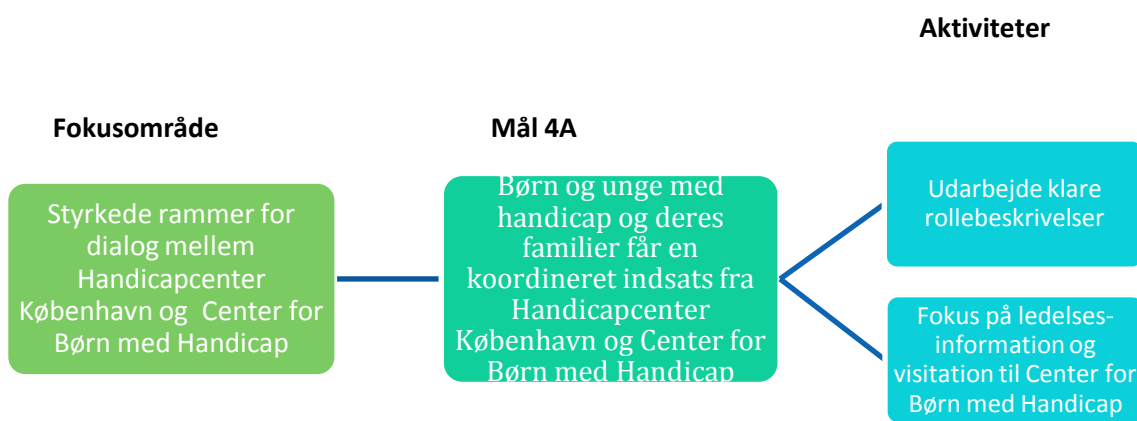 Aktiviteter
Fokusområde
Mål 4A
Styrkede rammer for
dialog mellem
Handicapcenter
København og  Center for
Børn med Handicap
Børn og unge med
handicap og deres
familier får en
koordineret indsats fra
Handicapcenter
København og Center for
Børn med Handicap
Udarbejde klare
rollebeskrivelser
Fokus på ledelses-
information og
visitation til Center for
Børn med Handicap